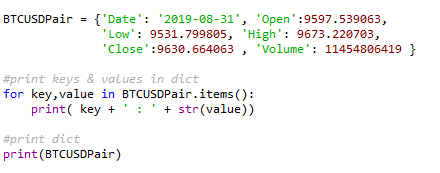 BTCUSDPair = {'Date': '2019-08-31', 'Open':9597.539063,
'Low': 9531.799805, 'High': 9673.220703,
'Close':9630.664063 , 'Volume': 11454806419 }
#print keys & values in dict
for key,value in BTCUSDPair.items():
print( key + ' : ' + str(value))
#print dict
print(BTCUSDPair)